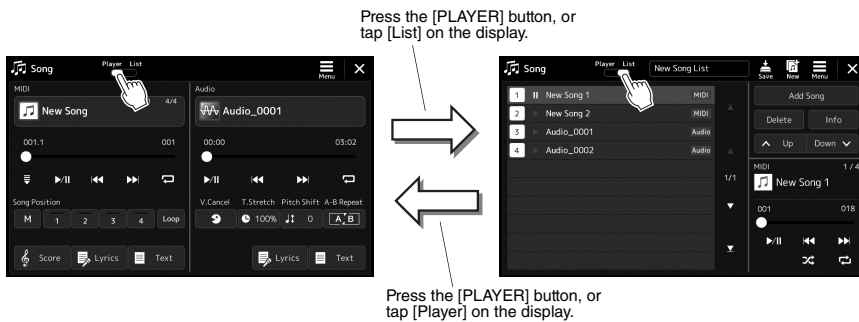 Press the [PLAYER] button, or
tap [List] on the display.
Song
Player List
Menu
MIDI
New Song
4/4
001.1
001
Song Position
M 1 2 3 4 Loop
Score Lyrics Text
Audio
Audio_0001
00:00
03:02
V.Cancel T.Stretch Pitch Shift A-B Repeat
100% 0 A B
Lyrics Text
Song
Player List
New Song List
Save New Menu
1 New Song 1 MIDI
2 New Song 2 MIDI
3 Audio_0001 Audio
4 Audio_0002 Audio
1/1
Add Song
Delete Info
Up Down
MIDI 1/4
New Song 1
001 018
Press the [PLAYER] button, or
tap [Player] on the display.